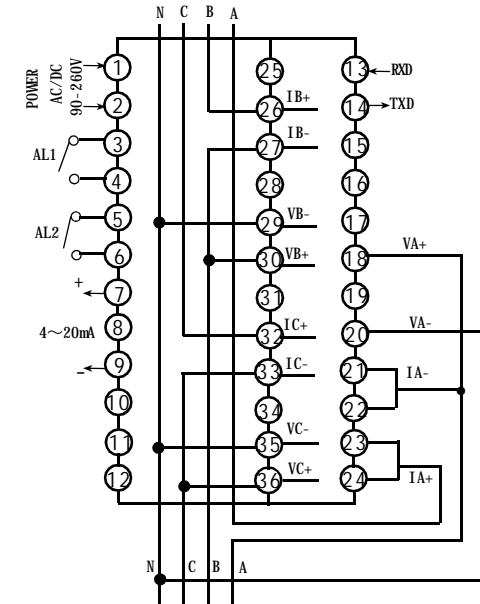 N C B A
POWER
AC/DC
90-260V
1
2
3
4
5
6
7
8
9
10
11
12
AL1
AL2
+
4～20mA
−
25
26
27
28
29
30
31
32
33
34
35
36
IB+
IB-
VB-
VB+
IC+
IC-
VC-
VC+
13
14
15
16
17
18
19
20
21
22
23
24
RXD
TXD
VA+
VA-
IA-
IA+
N C B A